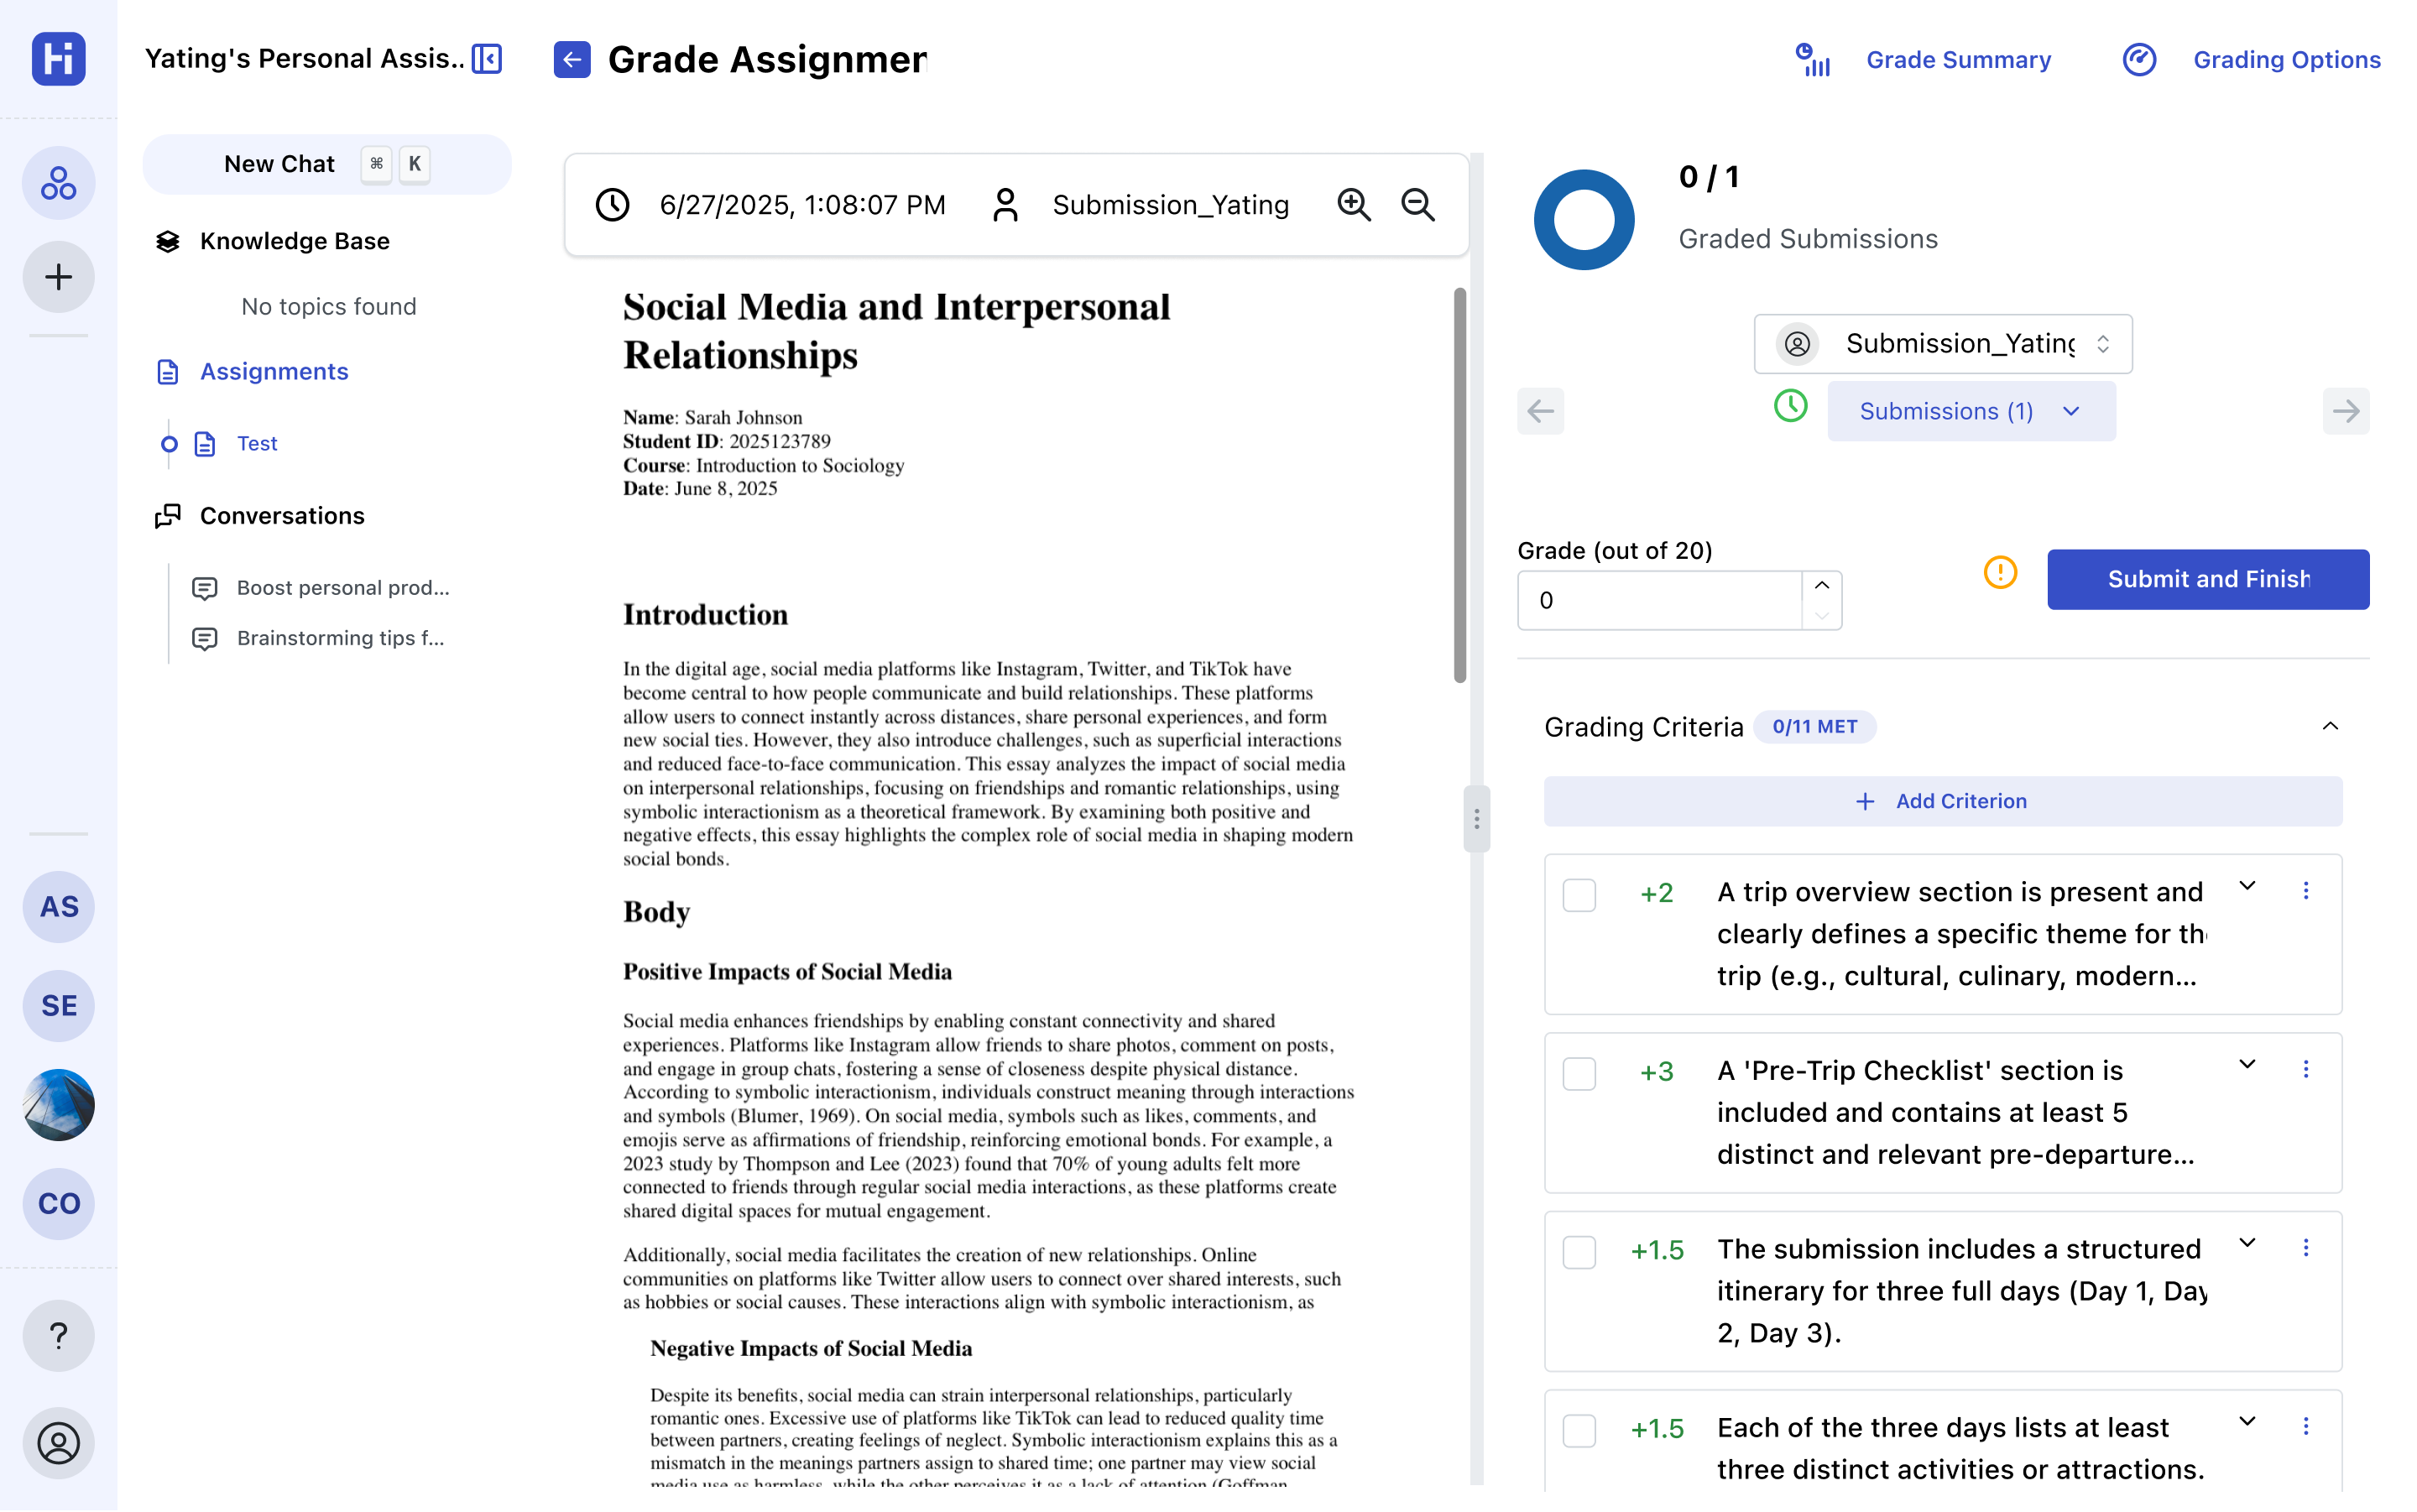 Hi
Yating's Personal Assis..
New Chat ⌘ K
Knowledge Base
No topics found
Assignments
Test
Conversations
Boost personal prod...
Brainstorming tips f...
AS
SE
CO
?
Grade Assignmen
Grade Summary
Grading Options
6/27/2025, 1:08:07 PM
Submission_Yating
Social Media and Interpersonal
Relationships
Name: Sarah Johnson
Student ID: 2025123789
Course: Introduction to Sociology
Date: June 8, 2025
Introduction
In the digital age, social media platforms like Instagram, Twitter, and TikTok have
become central to how people communicate and build relationships. These platforms
allow users to connect instantly across distances, share personal experiences, and form
new social ties. However, they also introduce challenges, such as superficial interactions
and reduced face-to-face communication. This essay analyzes the impact of social media
on interpersonal relationships, focusing on friendships and romantic relationships, using
symbolic interactionism as a theoretical framework. By examining both positive and
negative effects, this essay highlights the complex role of social media in shaping modern
social bonds.
Body
Positive Impacts of Social Media
Social media enhances friendships by enabling constant connectivity and shared
experiences. Platforms like Instagram allow friends to share photos, comment on posts,
and engage in group chats, fostering a sense of closeness despite physical distance.
According to symbolic interactionism, individuals construct meaning through interactions
and symbols (Blumer, 1969). On social media, symbols such as likes, comments, and
emojis serve as affirmations of friendship, reinforcing emotional bonds. For example, a
2023 study by Thompson and Lee (2023) found that 70% of young adults felt more
connected to friends through regular social media interactions, as these platforms create
shared digital spaces for mutual engagement.
Additionally, social media facilitates the creation of new relationships. Online
communities on platforms like Twitter allow users to connect over shared interests, such
as hobbies or social causes. These interactions align with symbolic interactionism, as
Negative Impacts of Social Media
Despite its benefits, social media can strain interpersonal relationships, particularly
romantic ones. Excessive use of platforms like TikTok can lead to reduced quality time
between partners, creating feelings of neglect. Symbolic interactionism explains this as a
mismatch in the meanings partners assign to shared time; one partner may view social
media use as harmless, while the other perceives it as a lack of attention (Goffman,
0 / 1
Graded Submissions
Submission_Yating
Submissions (1)
Grade (out of 20)
0
Submit and Finish
Grading Criteria 0/11 MET
+ Add Criterion
+2 A trip overview section is present and
clearly defines a specific theme for the
trip (e.g., cultural, culinary, modern...
+3 A 'Pre-Trip Checklist' section is
included and contains at least 5
distinct and relevant pre-departure...
+1.5 The submission includes a structured
itinerary for three full days (Day 1, Day
2, Day 3).
+1.5 Each of the three days lists at least
three distinct activities or attractions.